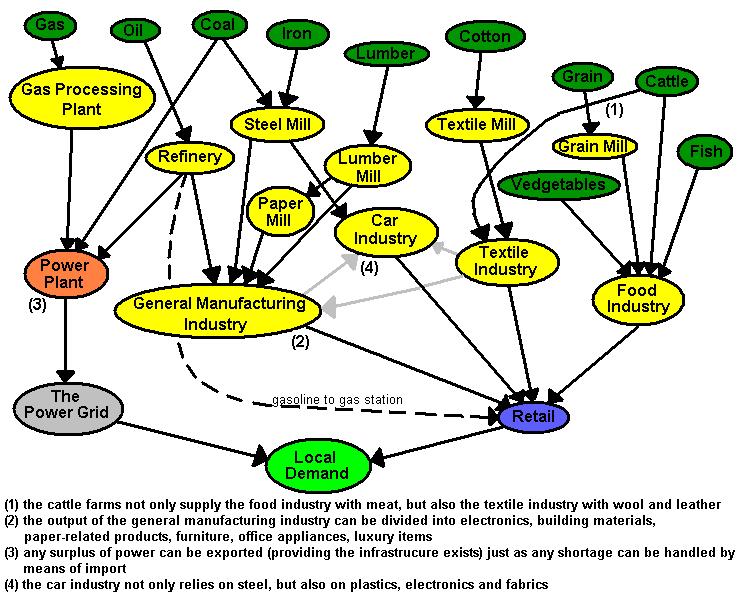 Gas
Oil
Coal
Iron
Lumber
Cotton
Grain
Cattle
(1)
Gas Processing
Plant
Steel Mill
Textile Mill
Grain Mill
Fish
Refinery
Lumber
Mill
Vedgetables
Paper
Mill
Car
Industry
(4)
Textile
Industry
Power
Plant
(3)
General Manufacturing
Industry
(2)
Food
Industry
The
Power Grid
gasoline to gas station
Retail
Local
Demand
(1) the cattle farms not only supply the food industry with meat, but also the textile industry with wool and leather
(2) the output of the general manufacturing industry can be divided into electronics, building materials,
paper-related products, furniture, office appliances, luxury items
(3) any surplus of power can be exported (providing the infrastrucure exists) just as any shortage can be handled by
means of import
(4) the car industry not only relies on steel, but also on plastics, electronics and fabrics